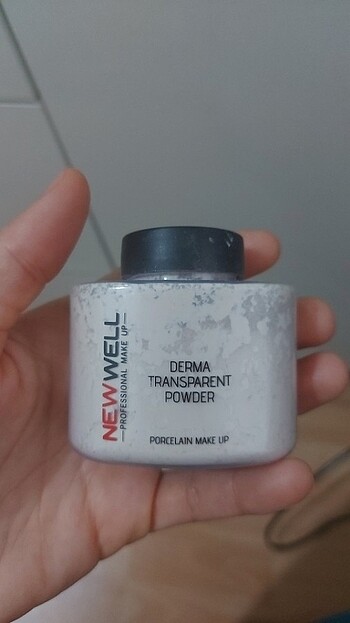 NEWWELL
—PROFESSIONAL MAKE UP—
DERMA
TRANSPARENT
POWDER
PORCELAIN MAKE UP